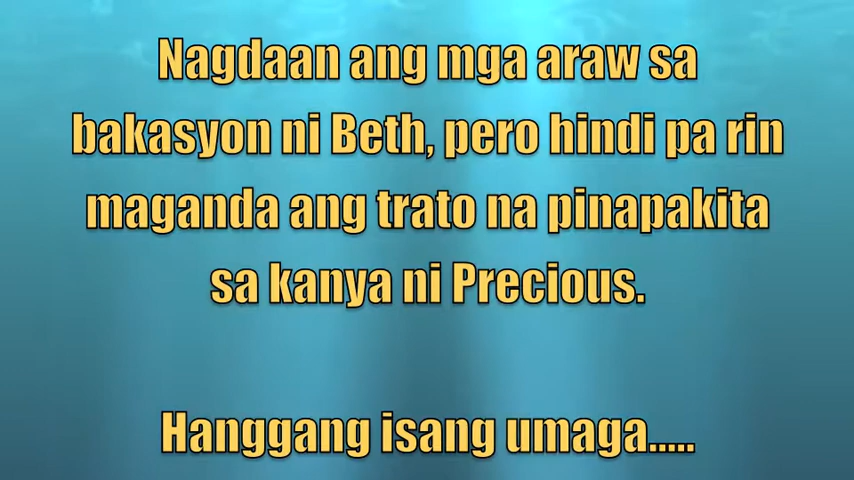 Nagdaan ang mga araw sa
bakasyon ni Beth, pero hindi pa rin
maganda ang trato na pinapakita
sa kanya ni Precious.
Hanggang isang umaga.....